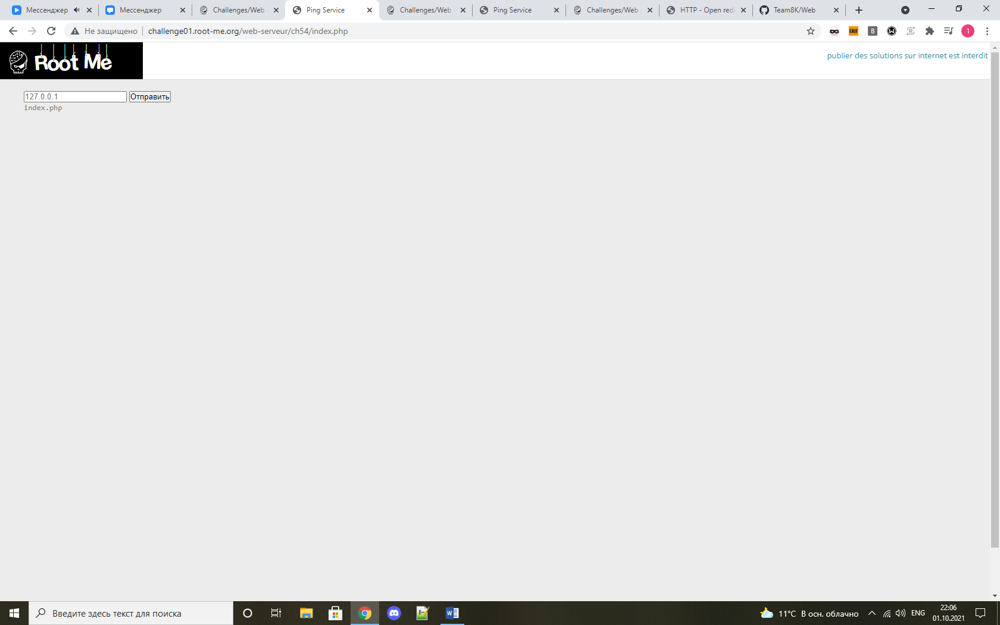 Мессенджер
Мессенджер
Challenges/Web
Ping Service
Challenges/Web
Ping Service
Challenges/Web
HTTP - Open redi
Team8K/Web
Не защищено
challenge01.root-me.org/web-serveur/ch54/index.php
EXIF
B
1
Root Me
publier des solutions sur internet est interdit
127.0.0.1
Отправить
index.php
Введите здесь текст для поиска
11°C В осн. облачно
ENG
22:06
01.10.2021